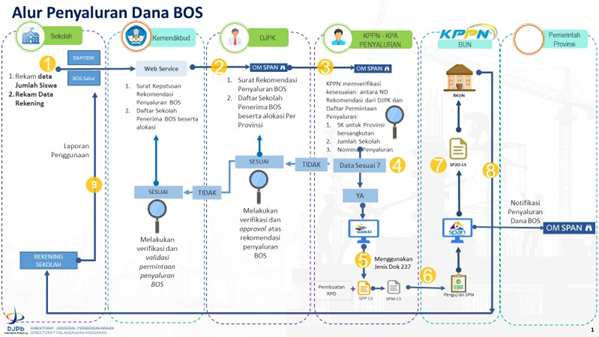 Alur Penyaluran Dana BOS
Sekolah
Kemendikbud
DJPK
KPPN - KPA
PENYALURAN
KPPN
BUN
Pemerintah
Provinsi
1
DAPODIK
BOS Salur
1. Rekam data
Jumlah Siswa
2. Rekam Data
Rekening
Laporan
Penggunaan
9
REKENING
SEKOLAH
Web Service
1. Surat Keputusan
Rekomendasi
Penyaluran BOS
2. Daftar Sekolah
Penerima BOS beserta
alokasi
SESUAI
TIDAK
Melakukan
verifikasi dan
validasi
permintaan
penyaluran
BOS
2
OM SPAN
1. Surat Rekomendasi
Penyaluran BOS
2. Daftar Sekolah
Penerima BOS
beserta alokasi Per
Provinsi
SESUAI
TIDAK
Melakukan
verifikasi dan
approval atas
rekomendasi
penyaluran
BOS
3
OM SPAN
KPPN memverifikasi
kesesuaian antara ND
Rekomendasi dari DJPK dan
Daftar Permintaan
Penyaluran:
1. SK untuk Provinsi
bersangkutan
2. Jumlah Sekolah
3. Nominal Penyaluran
Data Sesuai ?
4
YA
5
Menggunakan
Jenis Dok 237
Pembuatan
RPD
+
SPP-LS
SPM-LS
6
Pengujian SPM
span
7
SP2D-LS
RKUN
8
Notifikasi
Penyaluran
Dana BOS
OM SPAN
DJPb
DIREKTORAT JENDERAL PERBENDAHARAAN
DIREKTORAT PELAKSANAAN ANGGARAN
1